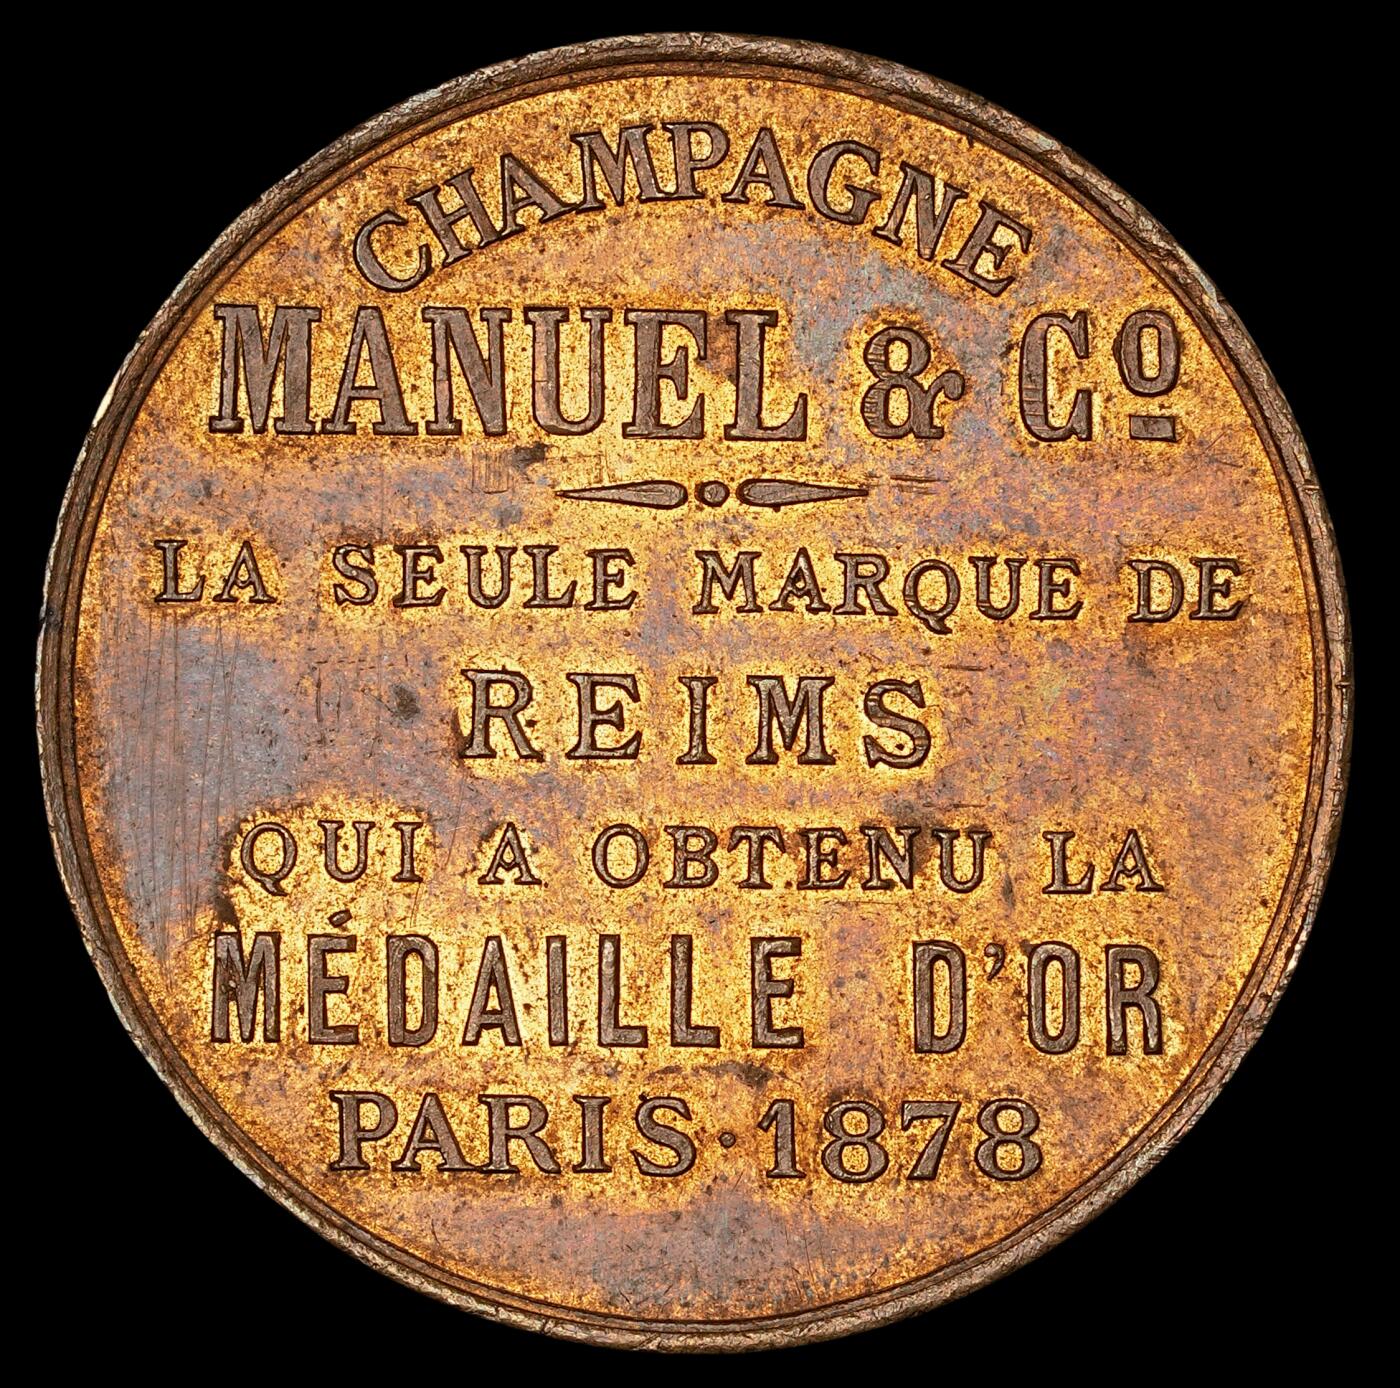 CHAMPAGNE
MANUEL & Cº
LA SEULE MARQUE DE
REIMS
QUI A OBTENU LA
MÉDAILLE D'OR
PARIS·1878